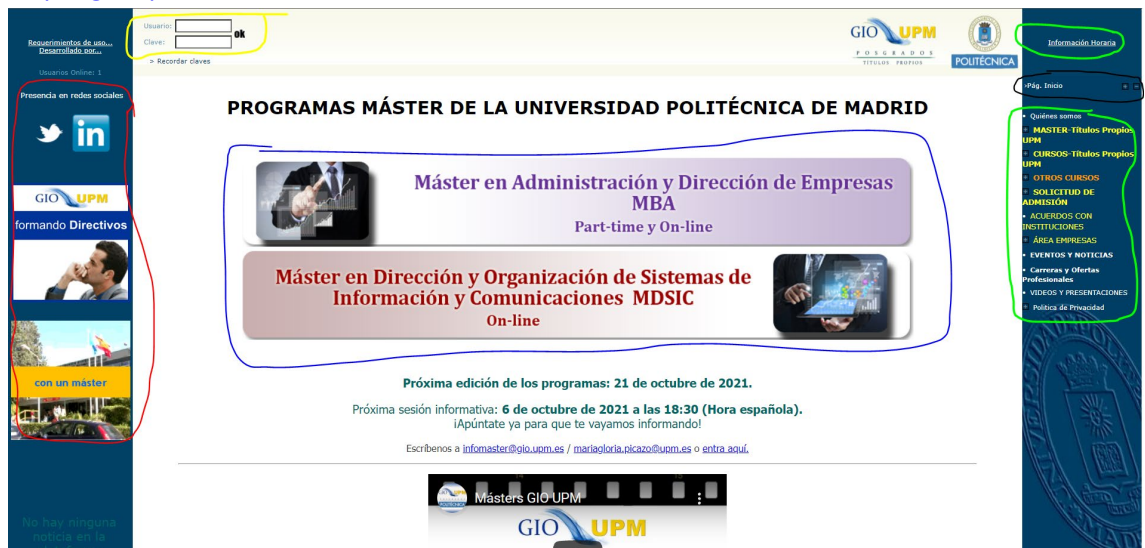 Requerimientos de uso...
Desarrollado por...
Usuarios Online: 1
Presencia en redes sociales
in
GIO UPM
formando Directivos
con un máster
No hay ninguna
noticia en la
Usuario:
ok
Clave:
> Recordar claves
GIO UPM
POSGRADOS
TÍTULOS PROPIOS
POLITÉCNICA
PROGRAMAS MÁSTER DE LA UNIVERSIDAD POLITÉCNICA DE MADRID
Máster en Administración y Dirección de Empresas
MBA
Part-time y On-line
Máster en Dirección y Organización de Sistemas de
Información y Comunicaciones MDSIC
On-line
Próxima edición de los programas: 21 de octubre de 2021.
Próxima sesión informativa: 6 de octubre de 2021 a las 18:30 (Hora española).
¡Apúntate ya para que te vayamos informando!
Escríbenos a infomaster@gio.upm.es / mariagloria.picazo@upm.es o entra aquí.
Másters GIO UPM
GIO UPM
Información Horaria
>Pág. Inicio
Quiénes somos
MASTER-Títulos Propios
UPM
CURSOS-Títulos Propios
UPM
OTROS CURSOS
SOLICITUD DE
ADMISIÓN
ACUERDOS CON
INSTITUCIONES
ÁREA EMPRESAS
EVENTOS Y NOTICIAS
Carreras y Ofertas
Profesionales
VIDEOS Y PRESENTACIONES
Politica de Privacidad